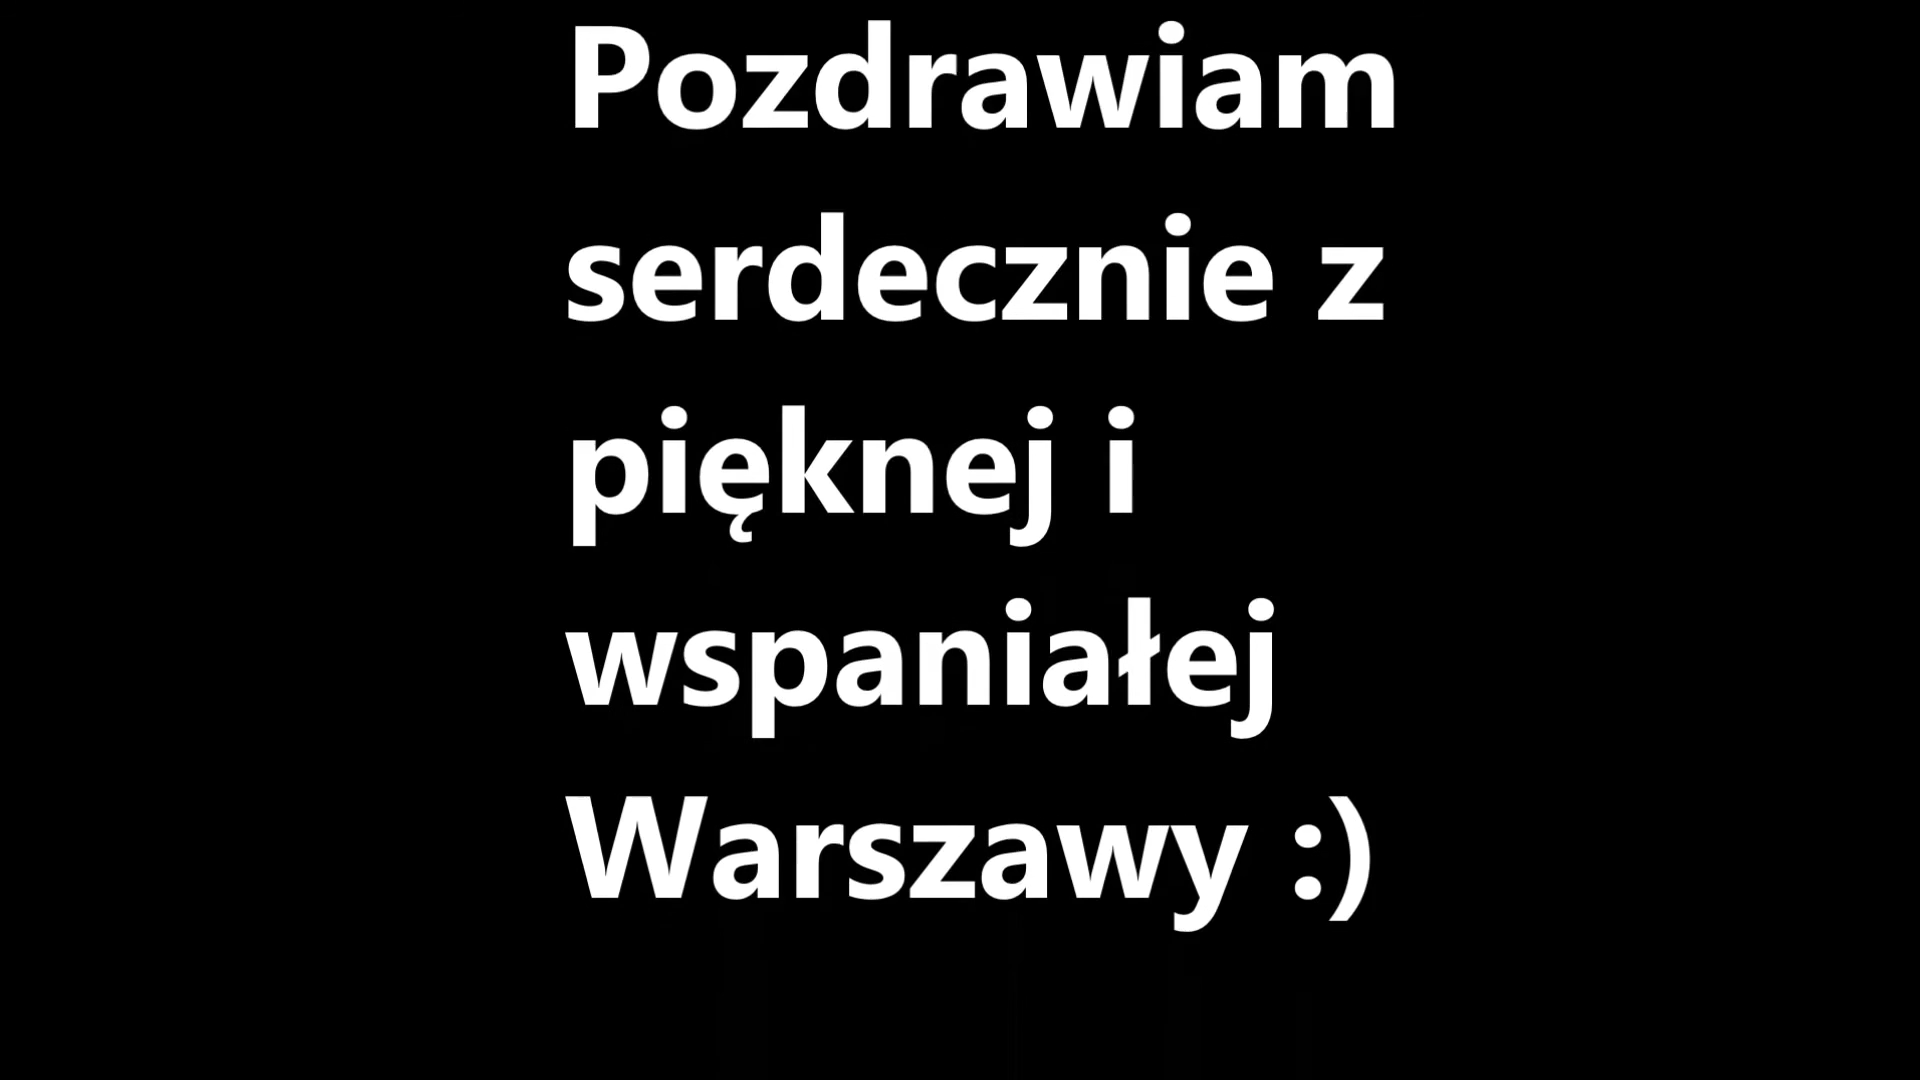 Pozdrawiam
serdecznie z
pięknej i
wspaniałej
Warszawy :)